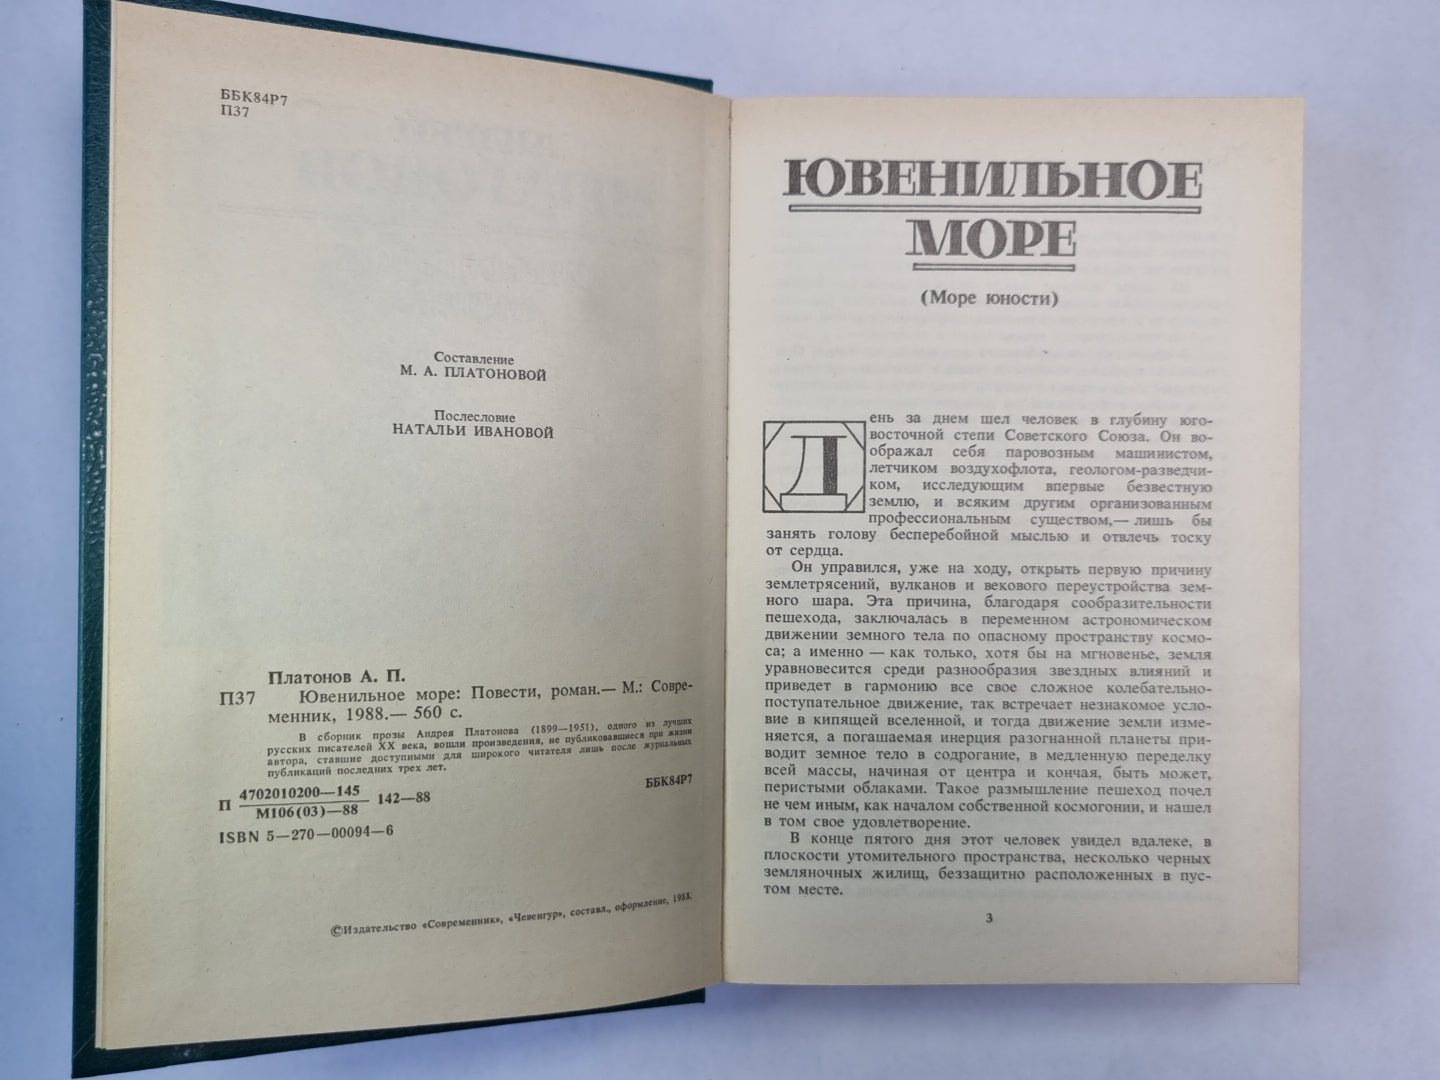 ББК84Р7
П37
Составление
М. А. ПЛАТОНОВОЙ
Послесловие
НАТАЛЬИ ИВАНОВОЙ
Платонов А. П.
П37 Ювенильное море: Повести, роман.— М.: Совре-
менник, 1988.— 560 с.
В сборник прозы Андрея Платонова (1899—1951), одного из лучших
русских писателей XX века, вошли произведения, не публиковавшиеся при жизни
автора, ставшие доступными для широкого читателя лишь после журнальных
публикаций последних трех лет.
П 4702010200—145
М106(03)—88 142—88
ББК84Р7
ISBN 5—270—00094—6
©Издательство «Современник», «Чевенгур», составл., оформление, 1988.
ЮВЕНИЛЬНОЕ
МОРЕ
(Море юности)
День за днем шел человек в глубину юго-
восточной степи Советского Союза. Он во-
ображал себя паровозным машинистом,
летчиком воздухофлота, геологом-разведчи-
ком, исследующим впервые безвестную
землю, и всяким другим организованным
профессиональным существом,— лишь бы
занять голову бесперебойной мыслью и отвлечь тоску
от сердца.
Он управился, уже на ходу, открыть первую причину
землетрясений, вулканов и векового переустройства зем-
ного шара. Эта причина, благодаря сообразительности
пешехода, заключалась в переменном астрономическом
движении земного тела по опасному пространству космо-
са; а именно — как только, хотя бы на мгновенье, земля
уравновесится среди разнообразия звездных влияний и
приведет в гармонию все свое сложное колебательно-
поступательное движение, так встречает незнакомое усло-
вие в кипящей вселенной, и тогда движение земли изме-
няется, а погашаемая инерция разогнанной планеты при-
водит земное тело в содрогание, в медленную переделку
всей массы, начиная от центра и кончая, быть может,
перистыми облаками. Такое размышление пешеход почел
не чем иным, как началом собственной космогонии, и нашел
в том свое удовлетворение.
В конце пятого дня этот человек увидел вдалеке, в
плоскости утомительного пространства, несколько черных
земляночных жилищ, беззащитно расположенных в пус-
том месте.
3